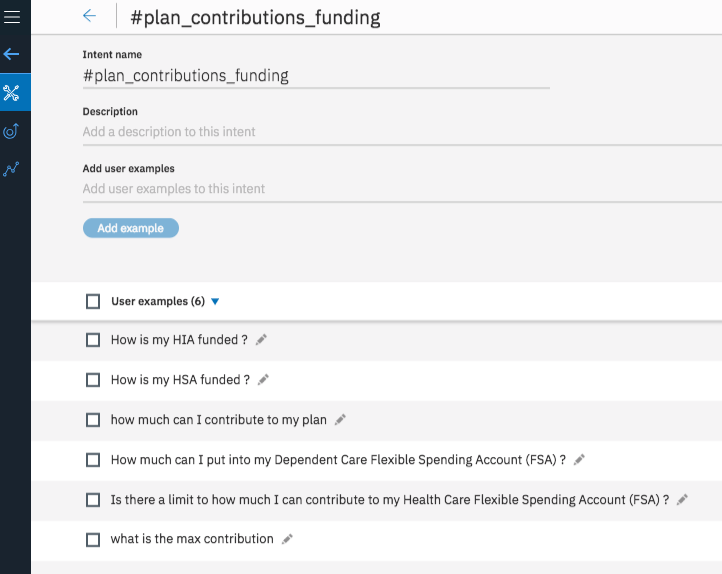 #plan_contributions_funding
Intent name
#plan_contributions_funding
Description
Add a description to this intent
Add user examples
Add user examples to this intent
Add example
User examples (6)
How is my HIA funded ?
How is my HSA funded ?
how much can I contribute to my plan
How much can I put into my Dependent Care Flexible Spending Account (FSA) ?
Is there a limit to how much I can contribute to my Health Care Flexible Spending Account (FSA) ?
what is the max contribution